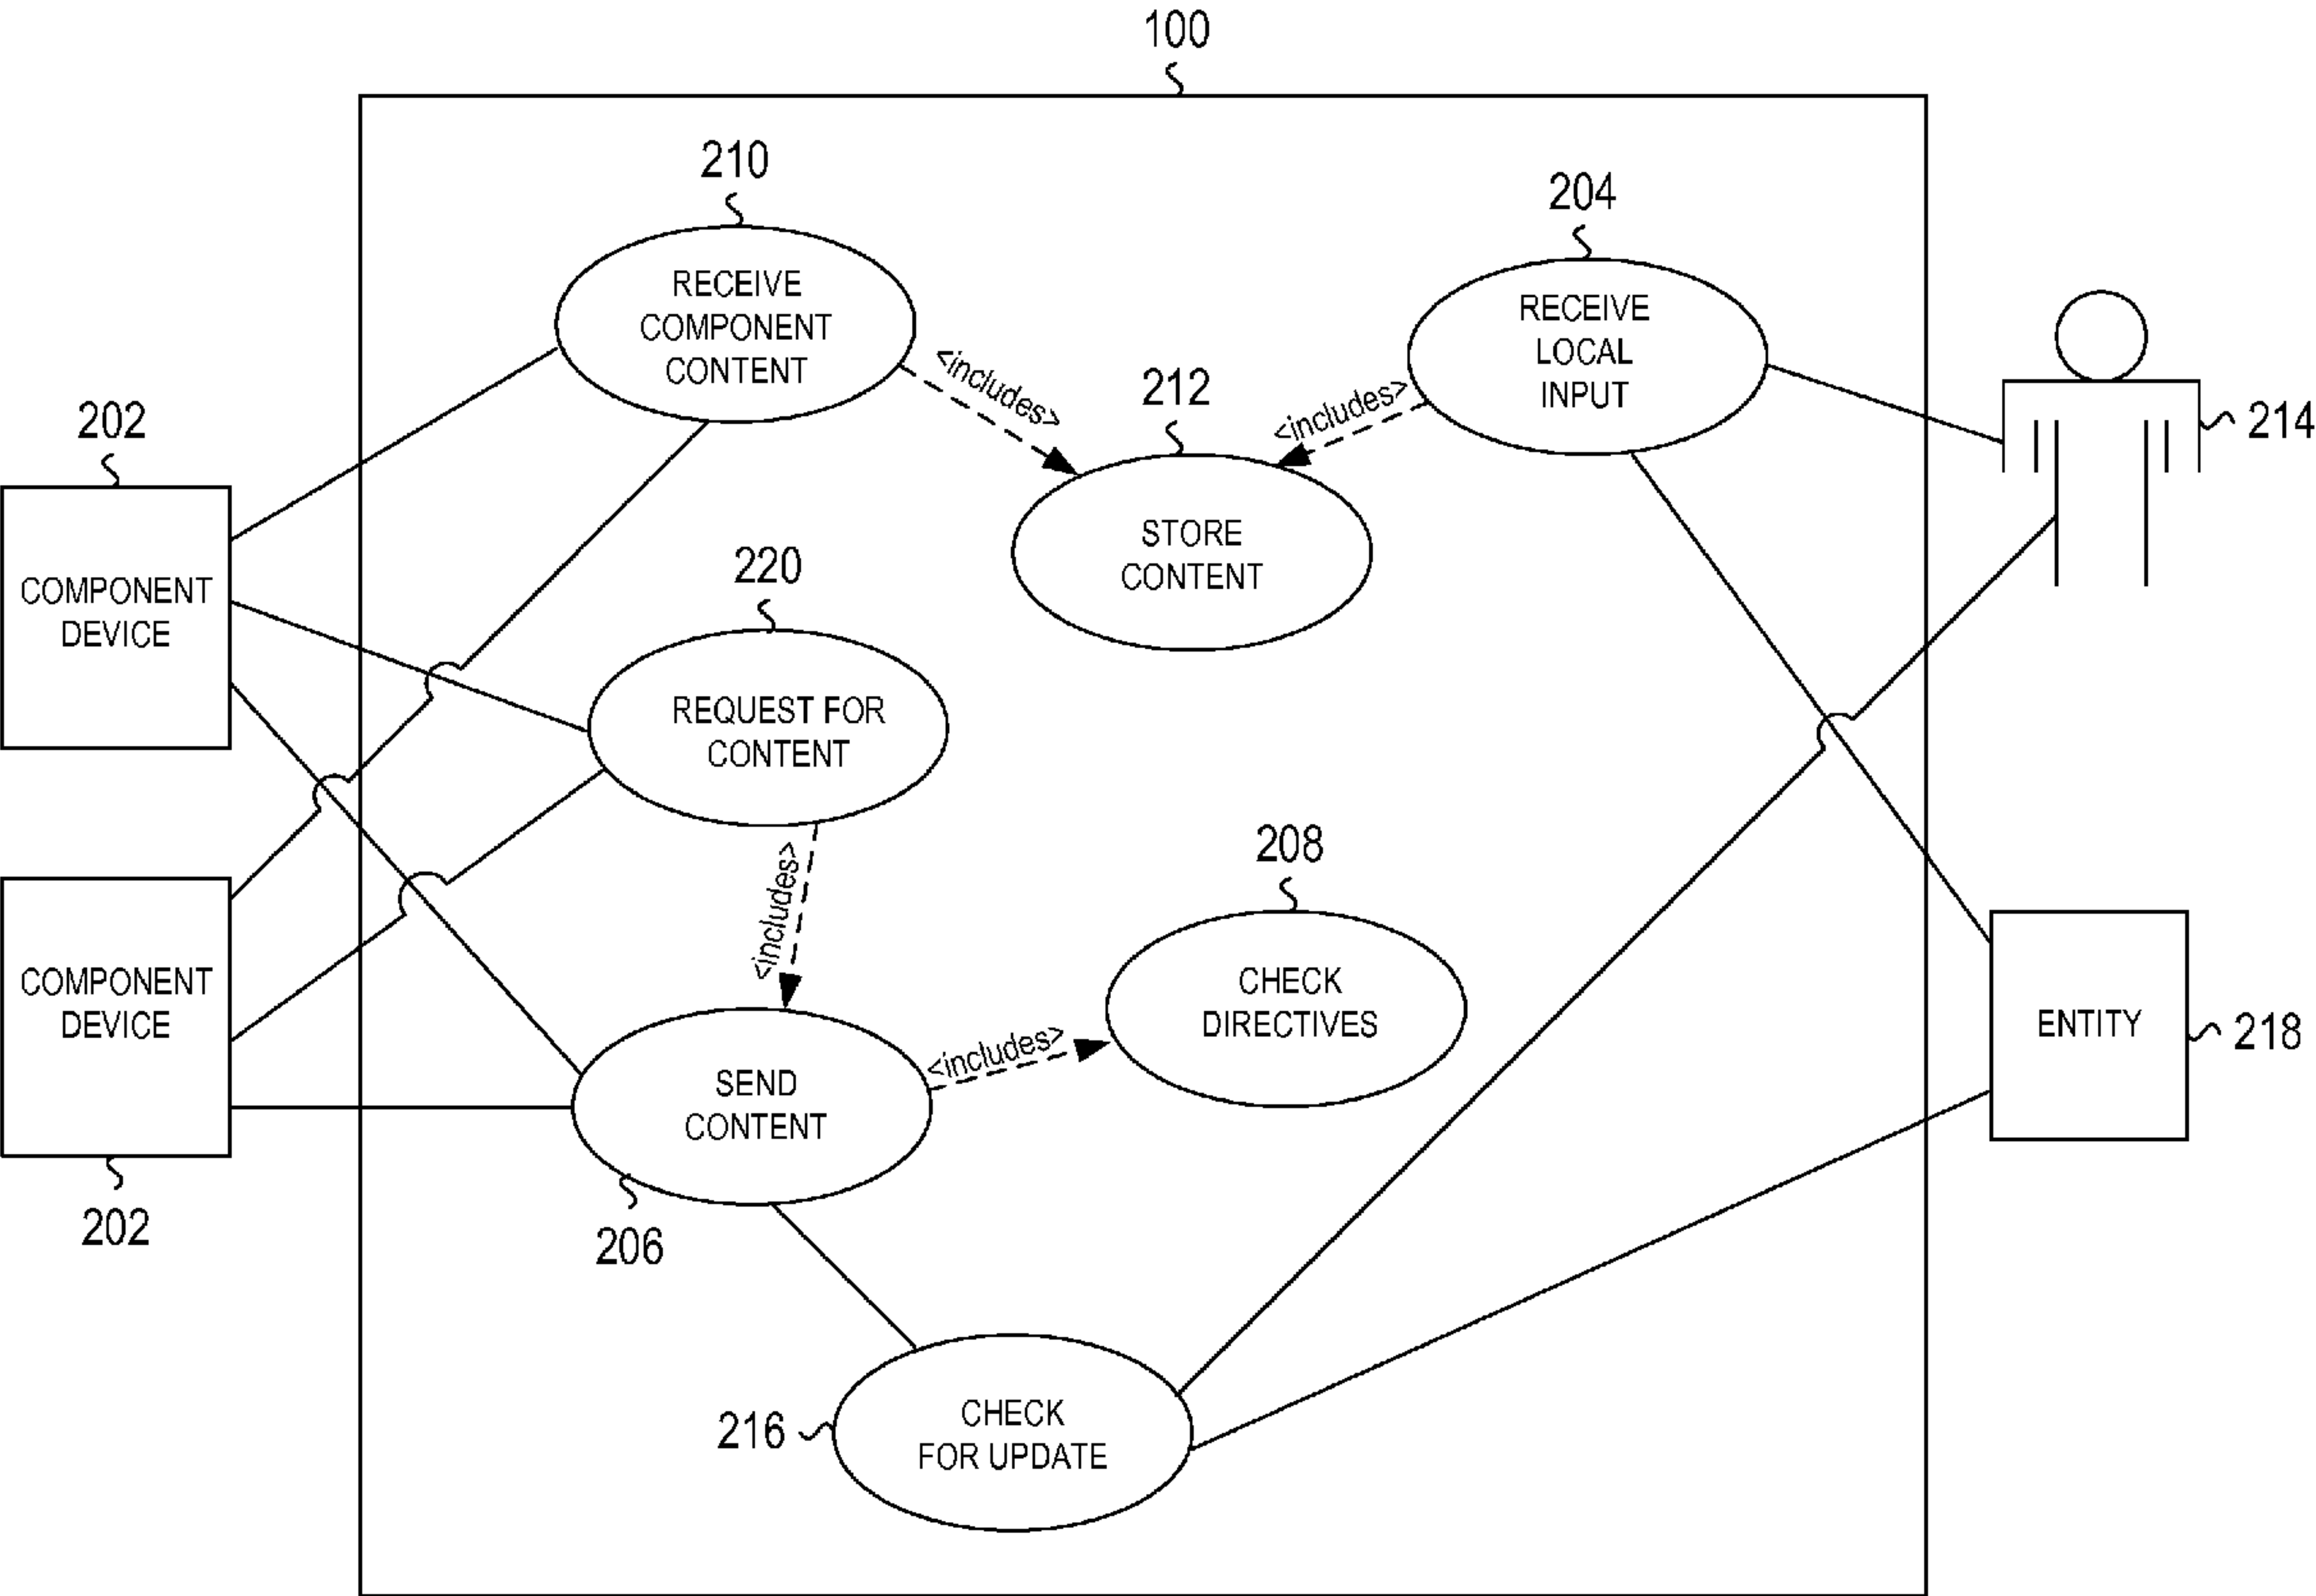 100
210
204
RECEIVE
COMPONENT
CONTENT
RECEIVE
LOCAL
INPUT
<includes>
<includes>
212
202
214
STORE
CONTENT
220
COMPONENT
DEVICE
REQUEST FOR
CONTENT
<includes>
208
COMPONENT
DEVICE
CHECK
DIRECTIVES
ENTITY
218
<includes>
SEND
CONTENT
202
206
216
CHECK
FOR UPDATE